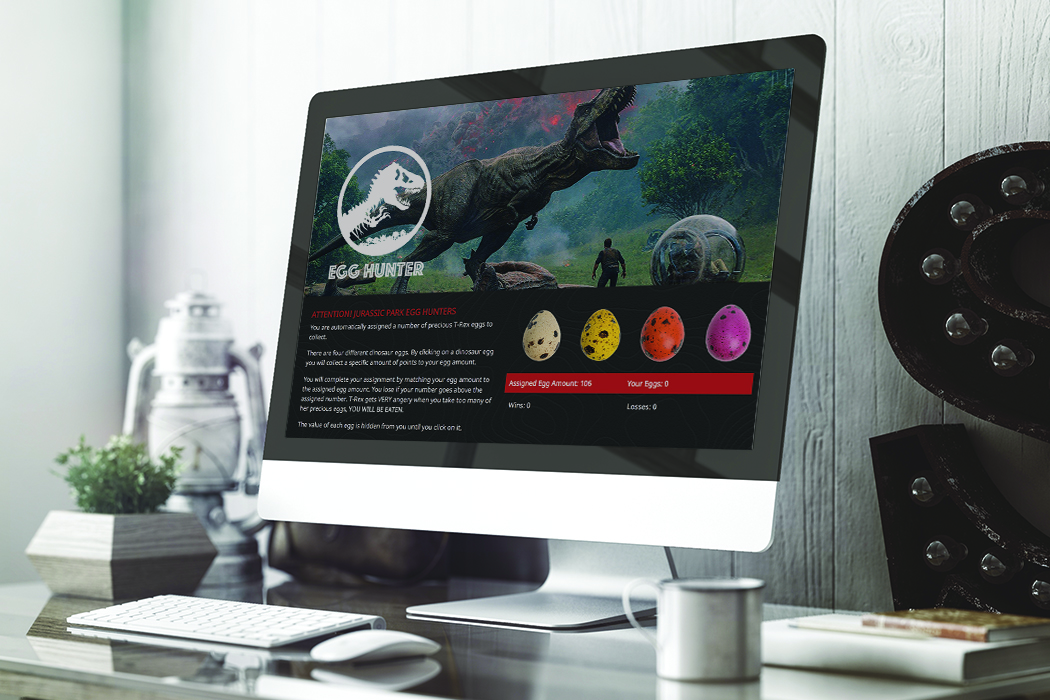 EGG HUNTER
ATTENTION! JURASSIC PARK EGG HUNTERS
You are automatically assigned a number of precious T-Rex eggs to
collect.
There are four different dinosaur eggs. By clicking on a dinosaur egg
you will collect a specific amount of points to your egg amount.
You will complete your assignment by matching your egg amount to
the assigned egg amount. You lose if your number goes above the
assigned number. T-Rex gets VERY angery when you take too many of
her precious eggs, YOU WILL BE EATEN.
The value of each egg is hidden from you until you click on it.
Assigned Egg Amount: 106 Your Eggs: 0
Wins: 0 Losses: 0